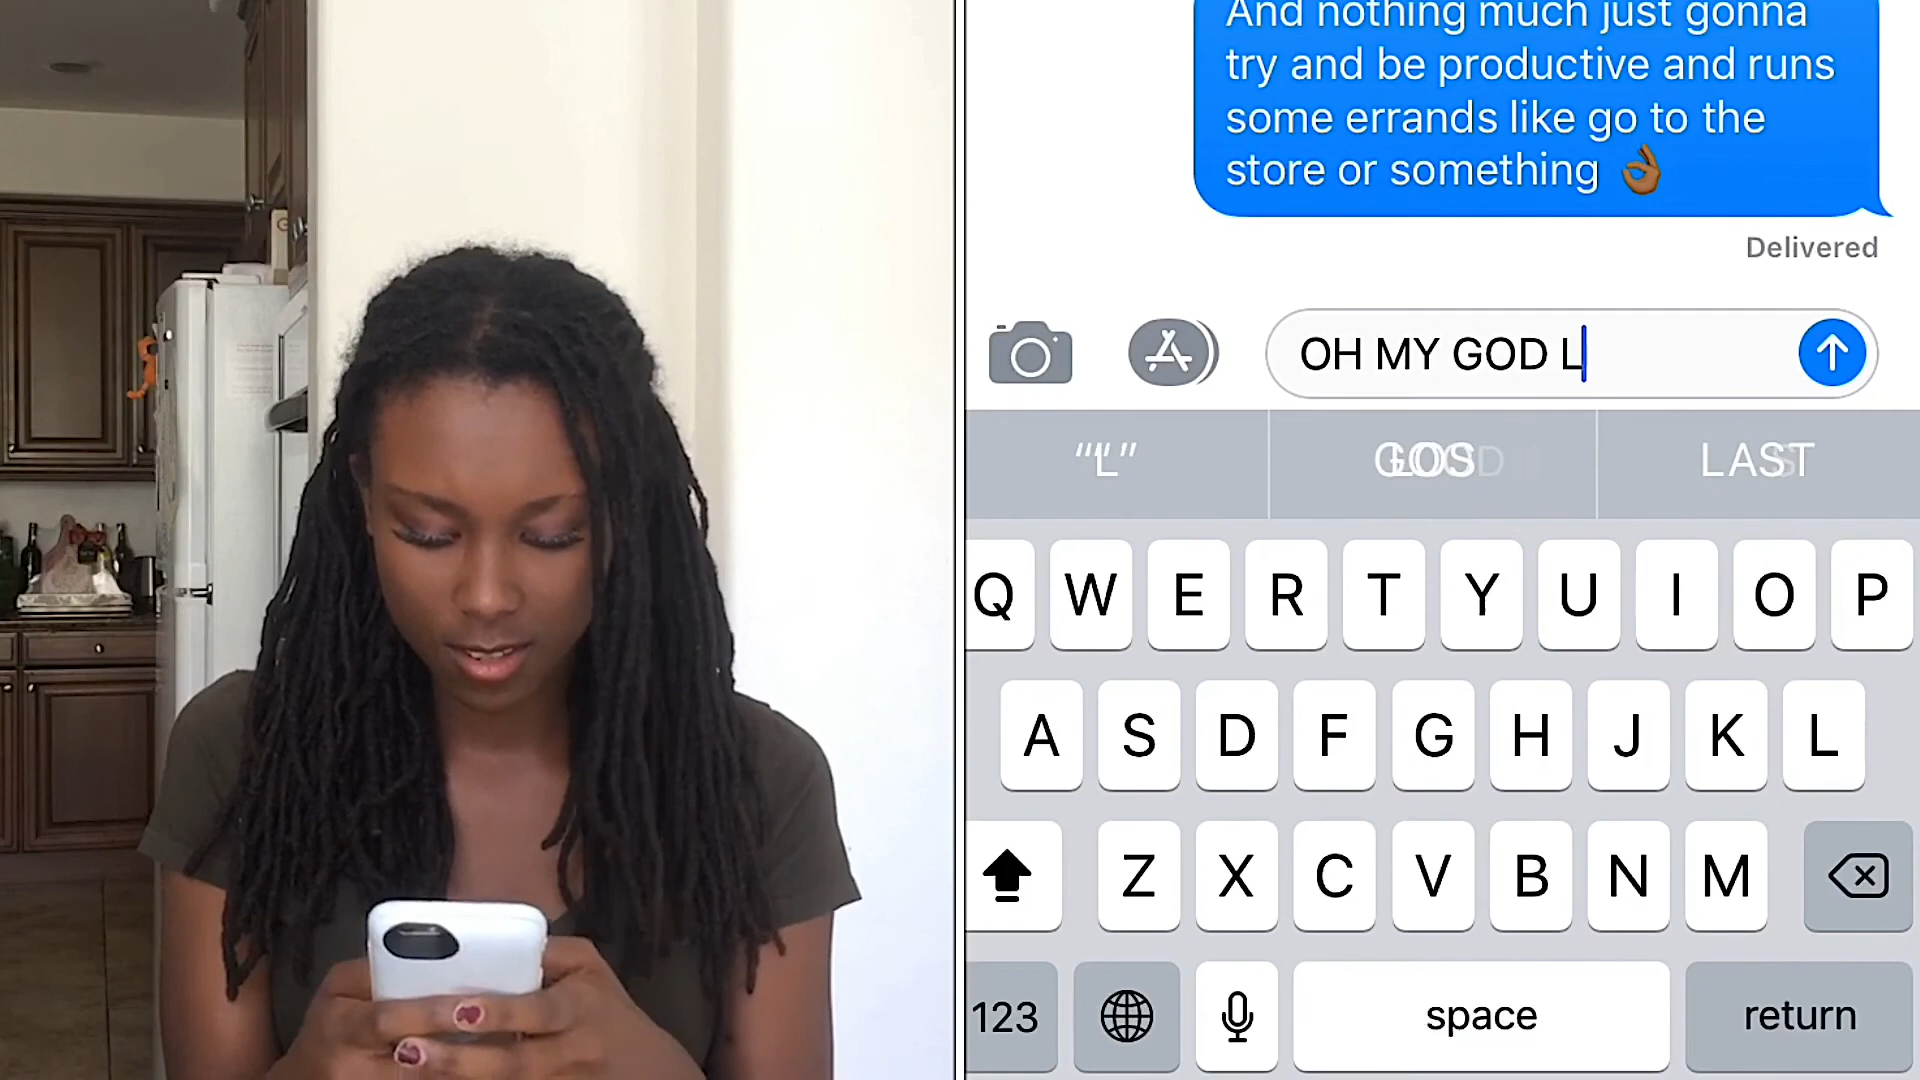 And nothing much just gonna
try and be productive and runs
some errands like go to the
store or something 👌🏾
Delivered
OH MY GOD L
“L” LAST
Q W E R T Y U I O P
A S D F G H J K L
Z X C V B N M
123 space return